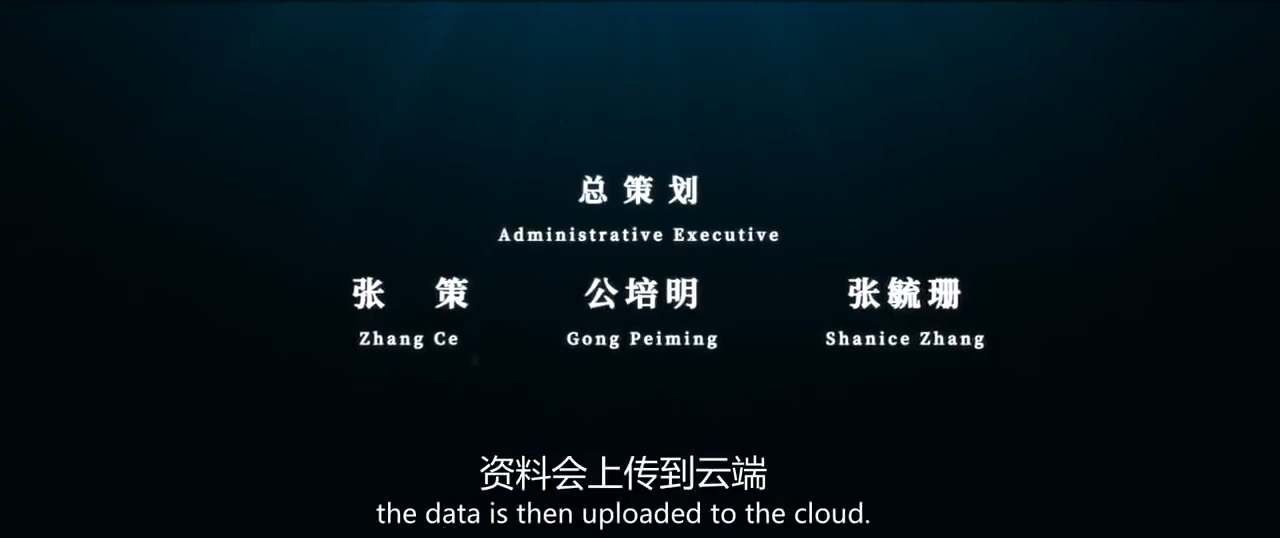 总策划
Administrative Executive
张 策 公培明 张毓珊
Zhang Ce Gong Peiming Shanice Zhang
资料会上传到云端
the data is then uploaded to the cloud.